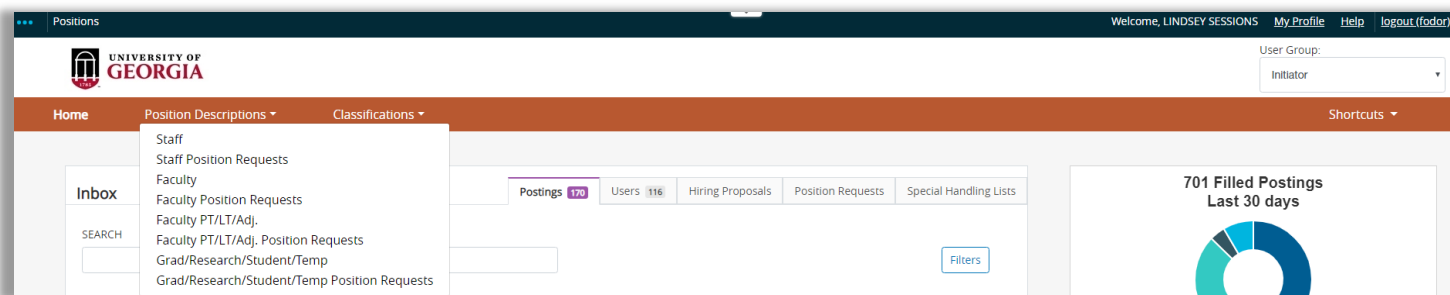 Positions Welcome, LINDSEY SESSIONS My Profile Help logout (fodor)
UNIVERSITY OF
GEORGIA
1785
User Group:
Initiator
Home Position Descriptions Classifications Shortcuts
Staff
Staff Position Requests
Faculty
Faculty Position Requests
Faculty PT/LT/Adj.
Faculty PT/LT/Adj. Position Requests
Grad/Research/Student/Temp
Grad/Research/Student/Temp Position Requests
Inbox
Postings 170 Users 116 Hiring Proposals Position Requests Special Handling Lists
SEARCH
Filters
701 Filled Postings
Last 30 days